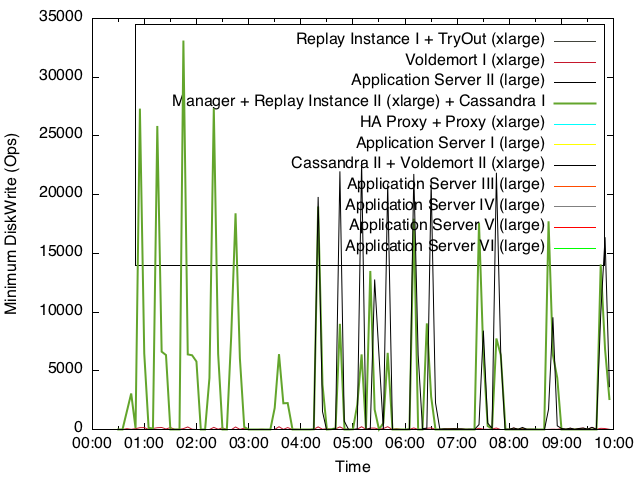 35000
30000
25000
20000
15000
10000
5000
0
Minimum DiskWrite (Ops)
Replay Instance I + TryOut (xlarge)
Voldemort I (xlarge)
Application Server II (large)
Manager + Replay Instance II (xlarge) + Cassandra I
HA Proxy + Proxy (xlarge)
Application Server I (large)
Cassandra II + Voldemort II (xlarge)
Application Server III (large)
Application Server IV (large)
Application Server V (large)
Application Server VI (large)
00:00 01:00 02:00 03:00 04:00 05:00 06:00 07:00 08:00 09:00 10:00
Time